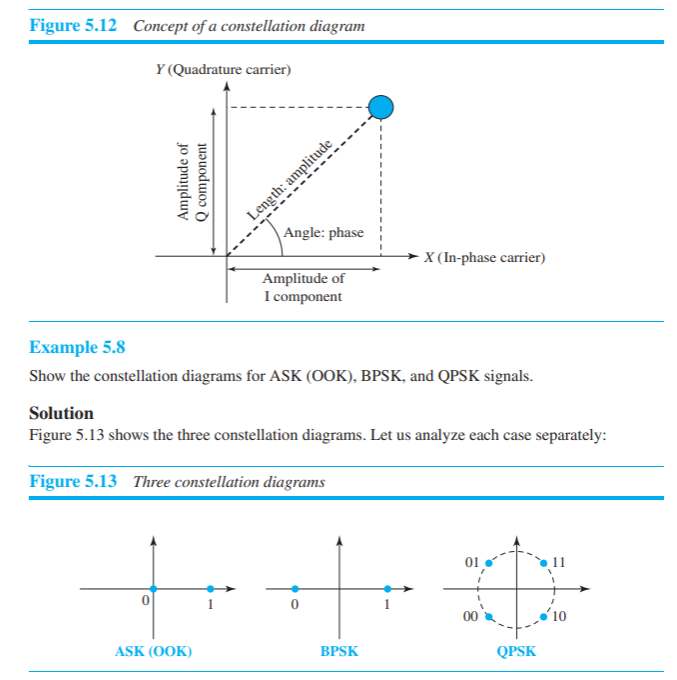 Figure 5.12 Concept of a constellation diagram
Y (Quadrature carrier)
Amplitude of
Q component
Length: amplitude
Angle: phase
X (In-phase carrier)
Amplitude of
I component
Example 5.8
Show the constellation diagrams for ASK (OOK), BPSK, and QPSK signals.
Solution
Figure 5.13 shows the three constellation diagrams. Let us analyze each case separately:
Figure 5.13 Three constellation diagrams
0 1
ASK (OOK)
0 1
BPSK
01 11
00 10
QPSK